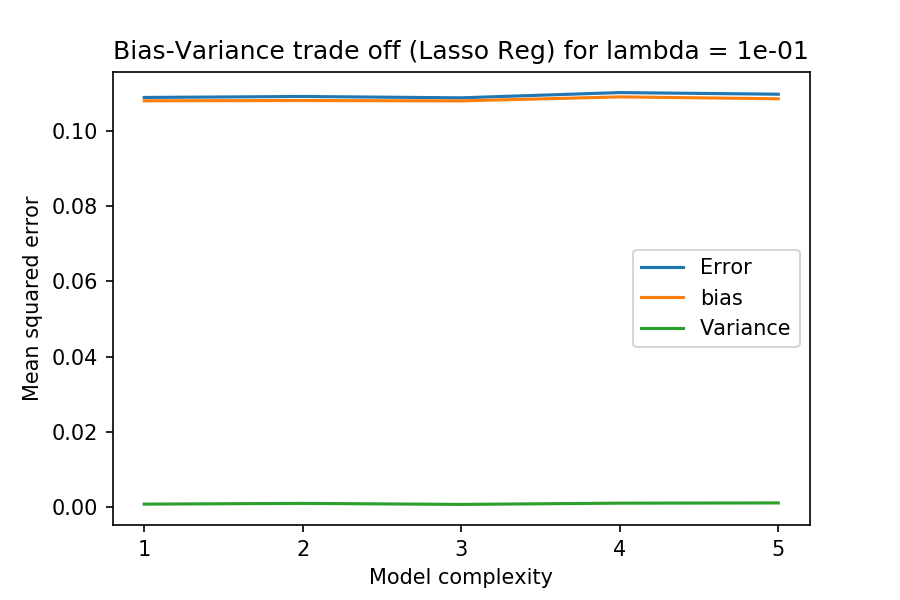 Bias-Variance trade off (Lasso Reg) for lambda = 1e-01
Mean squared error
0.10
0.08
0.06
0.04
0.02
0.00
Error
bias
Variance
1 2 3 4 5
Model complexity